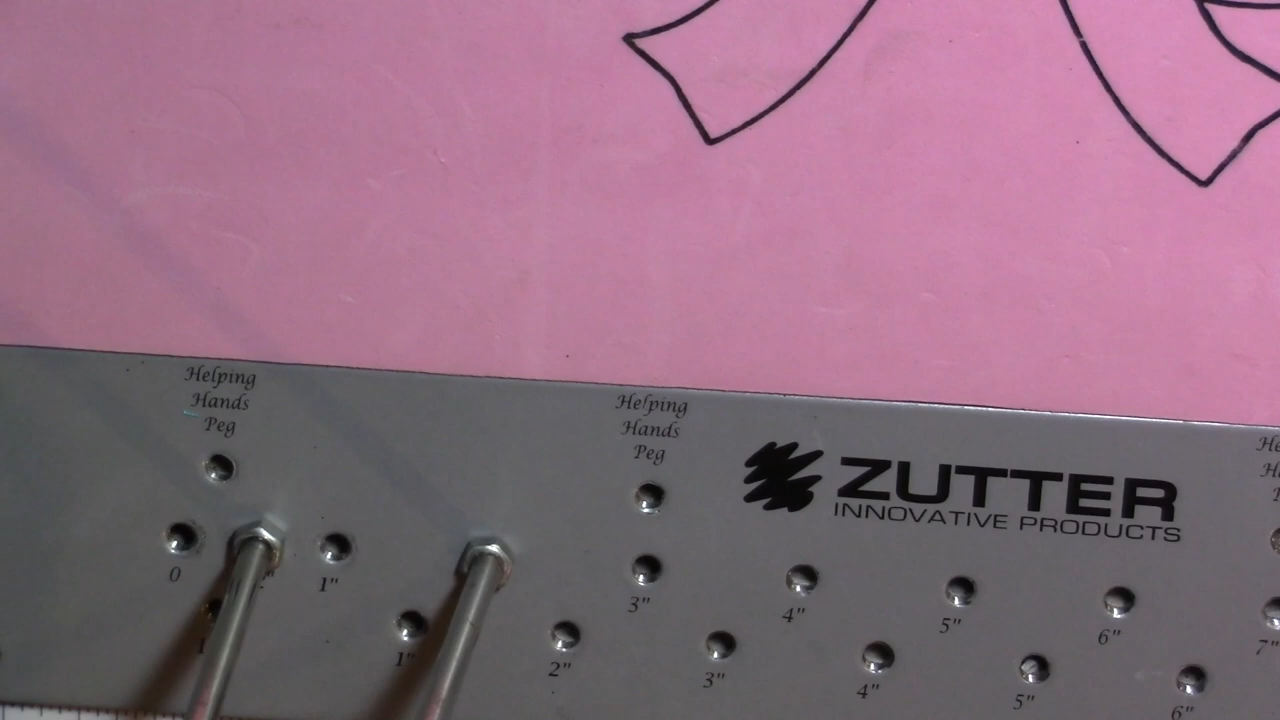 Helping
Hands
Peg
Helping
Hands
Peg
ZUTTER
INNOVATIVE PRODUCTS
0
1"
3"
4"
5"
6"
7"
1"
2"
3"
4"
5"
6"